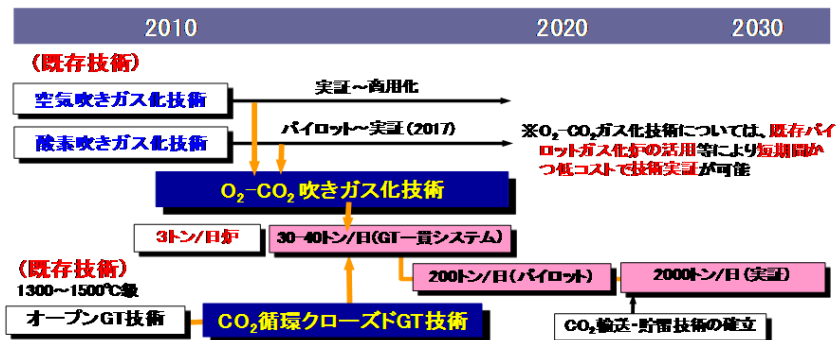 2010
2020
2030
(既存技術)
空気吹きガス化技術
実証～商用化
酸素吹きガス化技術
パイロット～実証(2017)
※O₂-CO₂ガス化技術については、既存パイ
ロットガス化炉の活用等により短期間か
つ低コストで技術実証が可能
O₂-CO₂ 吹きガス化技術
3トン/日炉
30-40トン/日(GT一貫システム)
(既存技術)
1300～1500℃級
200トン/日(パイロット)
2000トン/日(実証)
オープンGT技術
CO₂循環クローズドGT技術
CO₂輸送・貯留技術の確立